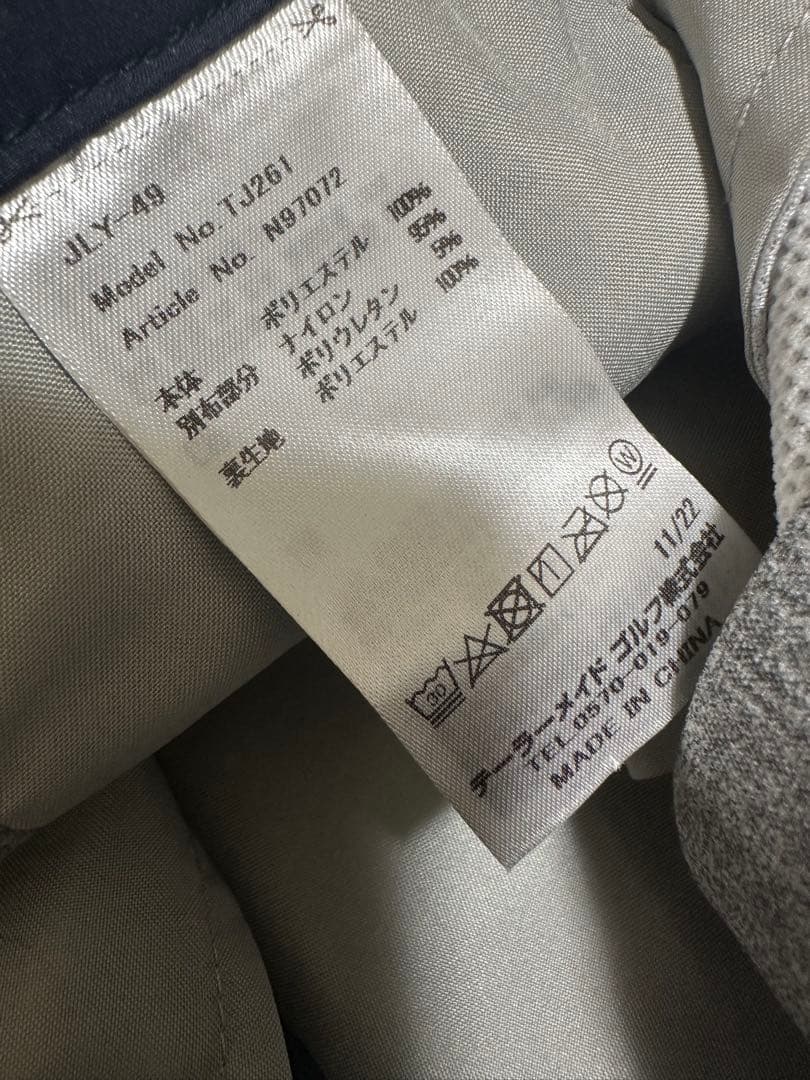 JLY-49
Model No. TJ261
Article No. N97072
本体 ポリエステル 100%
別布部分 ナイロン 95%
ポリウレタン 5%
裏生地 ポリエステル 100%
30
W
11/22
テーラーメイド ゴルフ株式会社
TEL.0570-019-079
MADE IN CHINA